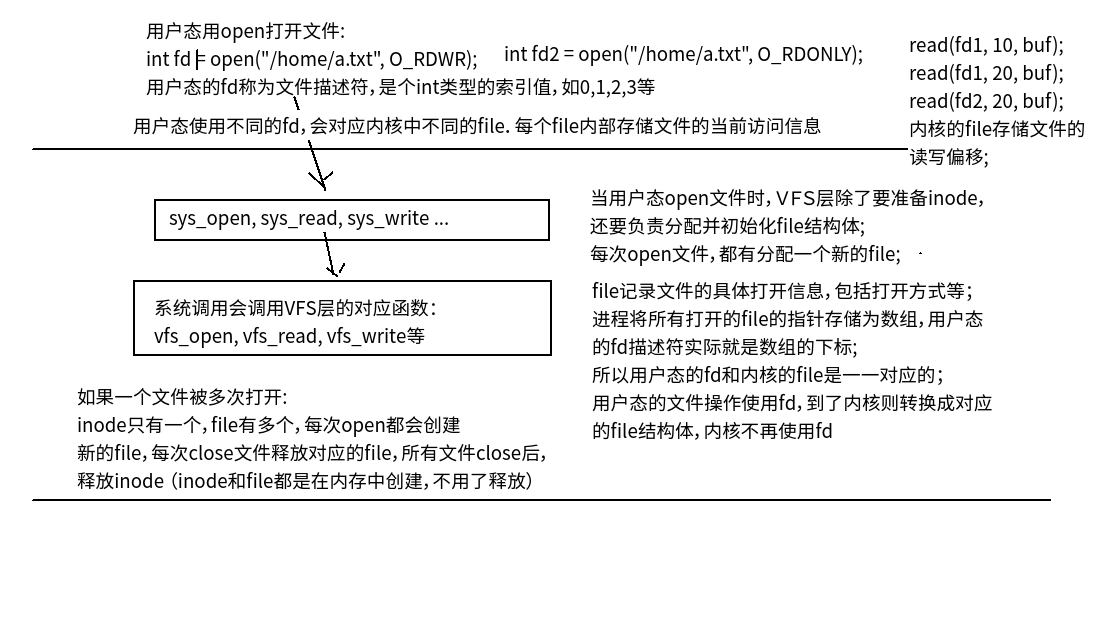 用户态用open打开文件:
int fd = open("/home/a.txt", O_RDWR);
int fd2 = open("/home/a.txt", O_RDONLY);
用户态的fd称为文件描述符，是个int类型的索引值，如0,1,2,3等
用户态使用不同的fd，会对应内核中不同的file. 每个file内部存储文件的当前访问信息
read(fd1, 10, buf);
read(fd1, 20, buf);
read(fd2, 20, buf);
内核的file存储文件的
读写偏移;
sys_open, sys_read, sys_write ...
系统调用会调用VFS层的对应函数：
vfs_open, vfs_read, vfs_write等
当用户态open文件时，VFS层除了要准备inode，
还要负责分配并初始化file结构体;
每次open文件，都有分配一个新的file;
file记录文件的具体打开信息，包括打开方式等；
进程将所有打开的file的指针存储为数组，用户态
的fd描述符实际就是数组的下标;
所以用户态的fd和内核的file是一一对应的；
用户态的文件操作使用fd，到了内核则转换成对应
的file结构体，内核不再使用fd
如果一个文件被多次打开:
inode只有一个，file有多个，每次open都会创建
新的file，每次close文件释放对应的file，所有文件close后，
释放inode（inode和file都是在内存中创建，不用了释放）